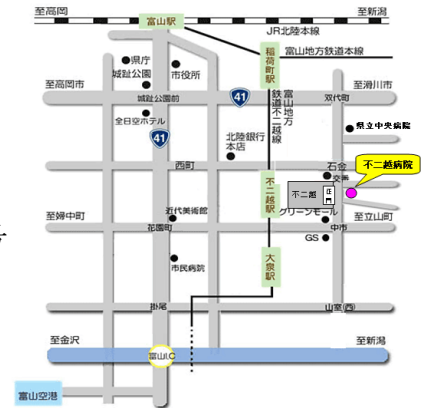 至高岡
富山駅
至新潟
JR北陸本線
稲荷町駅
富山地方鉄道本線
県庁
城趾公園
市役所
至高岡市
城趾公園前
41
双代町
至滑川市
富山地方
鉄道不二越線
全日空ホテル
41
北陸銀行
本店
県立中央病院
西町
石金
交番
不二越病院
不二越駅
不二越
正門
近代美術館
グリーンモール
至婦中町
花園町
中市
至立山町
GS
大泉駅
市民病院
掛尾
山室(西)
至金沢
富山I.C
至新潟
富山空港